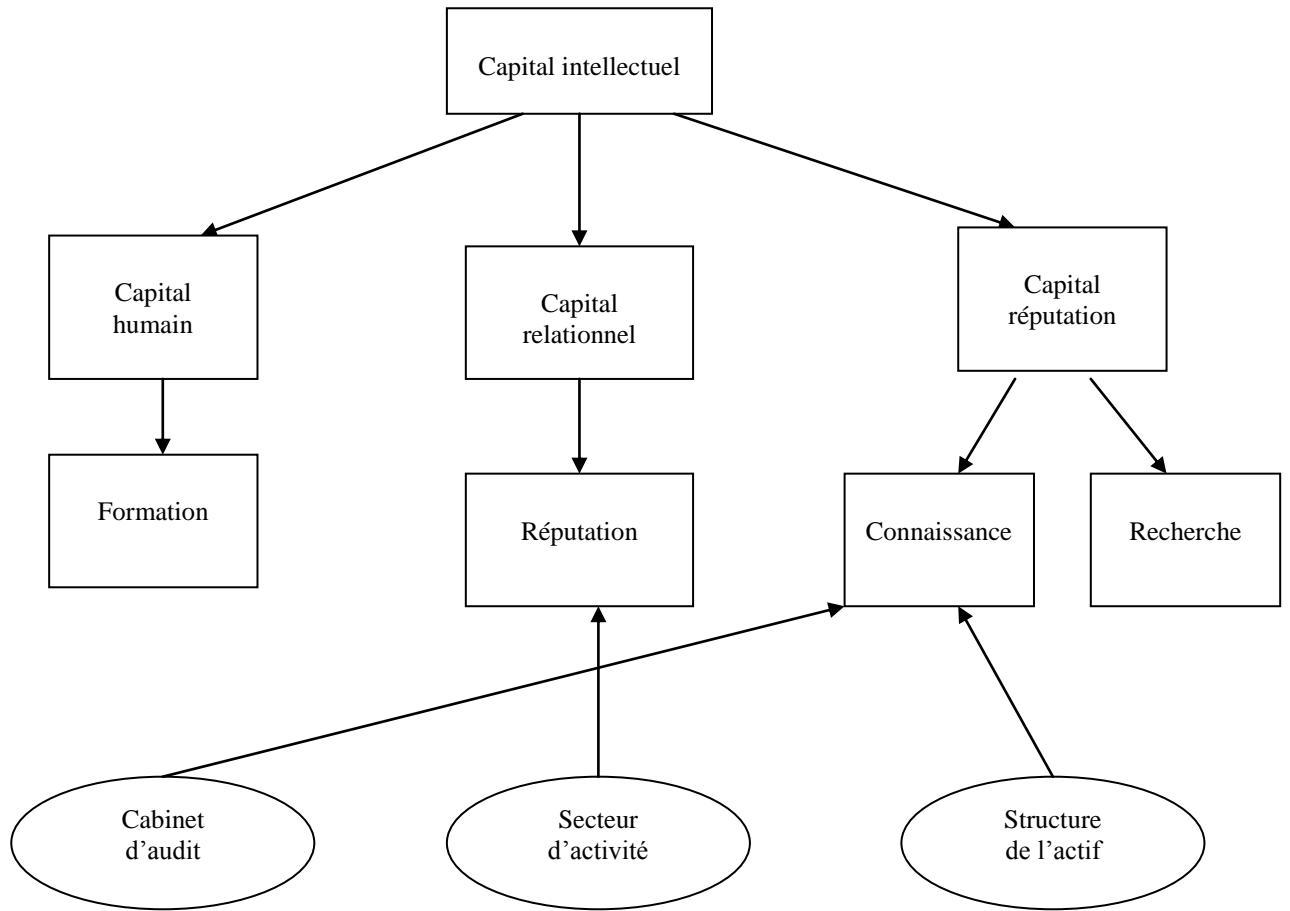 Capital intellectuel
Capital
humain
Capital
relationnel
Capital
réputation
Formation
Réputation
Connaissance
Recherche
Cabinet
d’audit
Secteur
d’activité
Structure
de l’actif